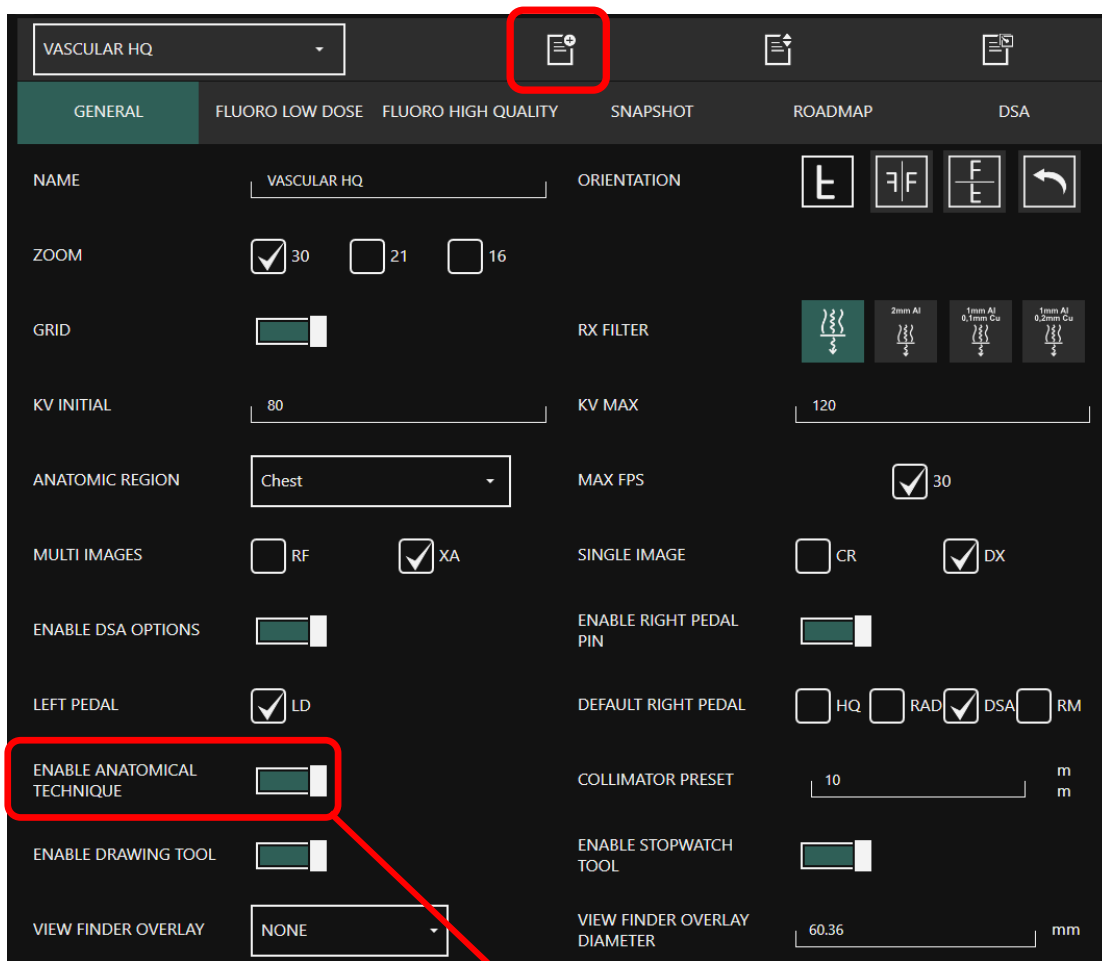 VASCULAR HQ
GENERAL FLUORO LOW DOSE FLUORO HIGH QUALITY SNAPSHOT ROADMAP DSA
NAME VASCULAR HQ ORIENTATION
ZOOM 30 21 16
GRID RX FILTER 2mm Al 1mm Al 0,1mm Cu 1mm Al 0,2mm Cu
KV INITIAL 80 KV MAX 120
ANATOMIC REGION Chest MAX FPS 30
MULTI IMAGES RF XA SINGLE IMAGE CR DX
ENABLE DSA OPTIONS ENABLE RIGHT PEDAL
PIN
LEFT PEDAL LD DEFAULT RIGHT PEDAL HQ RAD DSA RM
ENABLE ANATOMICAL
TECHNIQUE COLLIMATOR PRESET 10 m
m
ENABLE DRAWING TOOL ENABLE STOPWATCH
TOOL
VIEW FINDER OVERLAY NONE VIEW FINDER OVERLAY
DIAMETER 60.36 mm